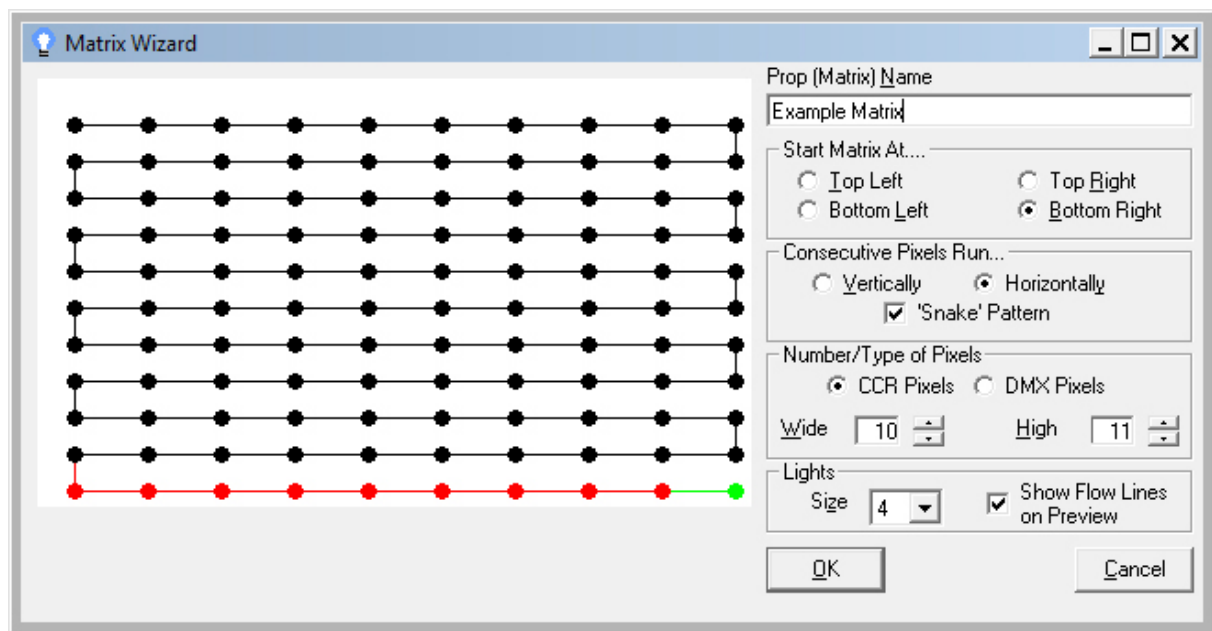 Matrix Wizard
Prop (Matrix) Name
Example Matrix
Start Matrix At....
Top Left
Top Right
Bottom Left
Bottom Right
Consecutive Pixels Run...
Vertically
Horizontally
'Snake' Pattern
Number/Type of Pixels
CCR Pixels
DMX Pixels
Wide 10
High 11
Lights
Size 4
Show Flow Lines
on Preview
OK
Cancel